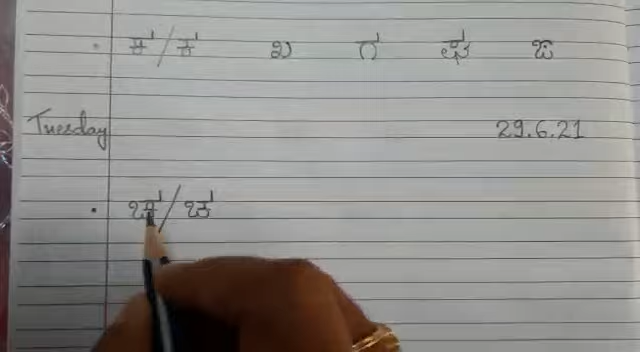 ಕ / ಕ ಖ ಗ ಘ ಙ
Tuesday 29.6.21
ಚ / ಚ